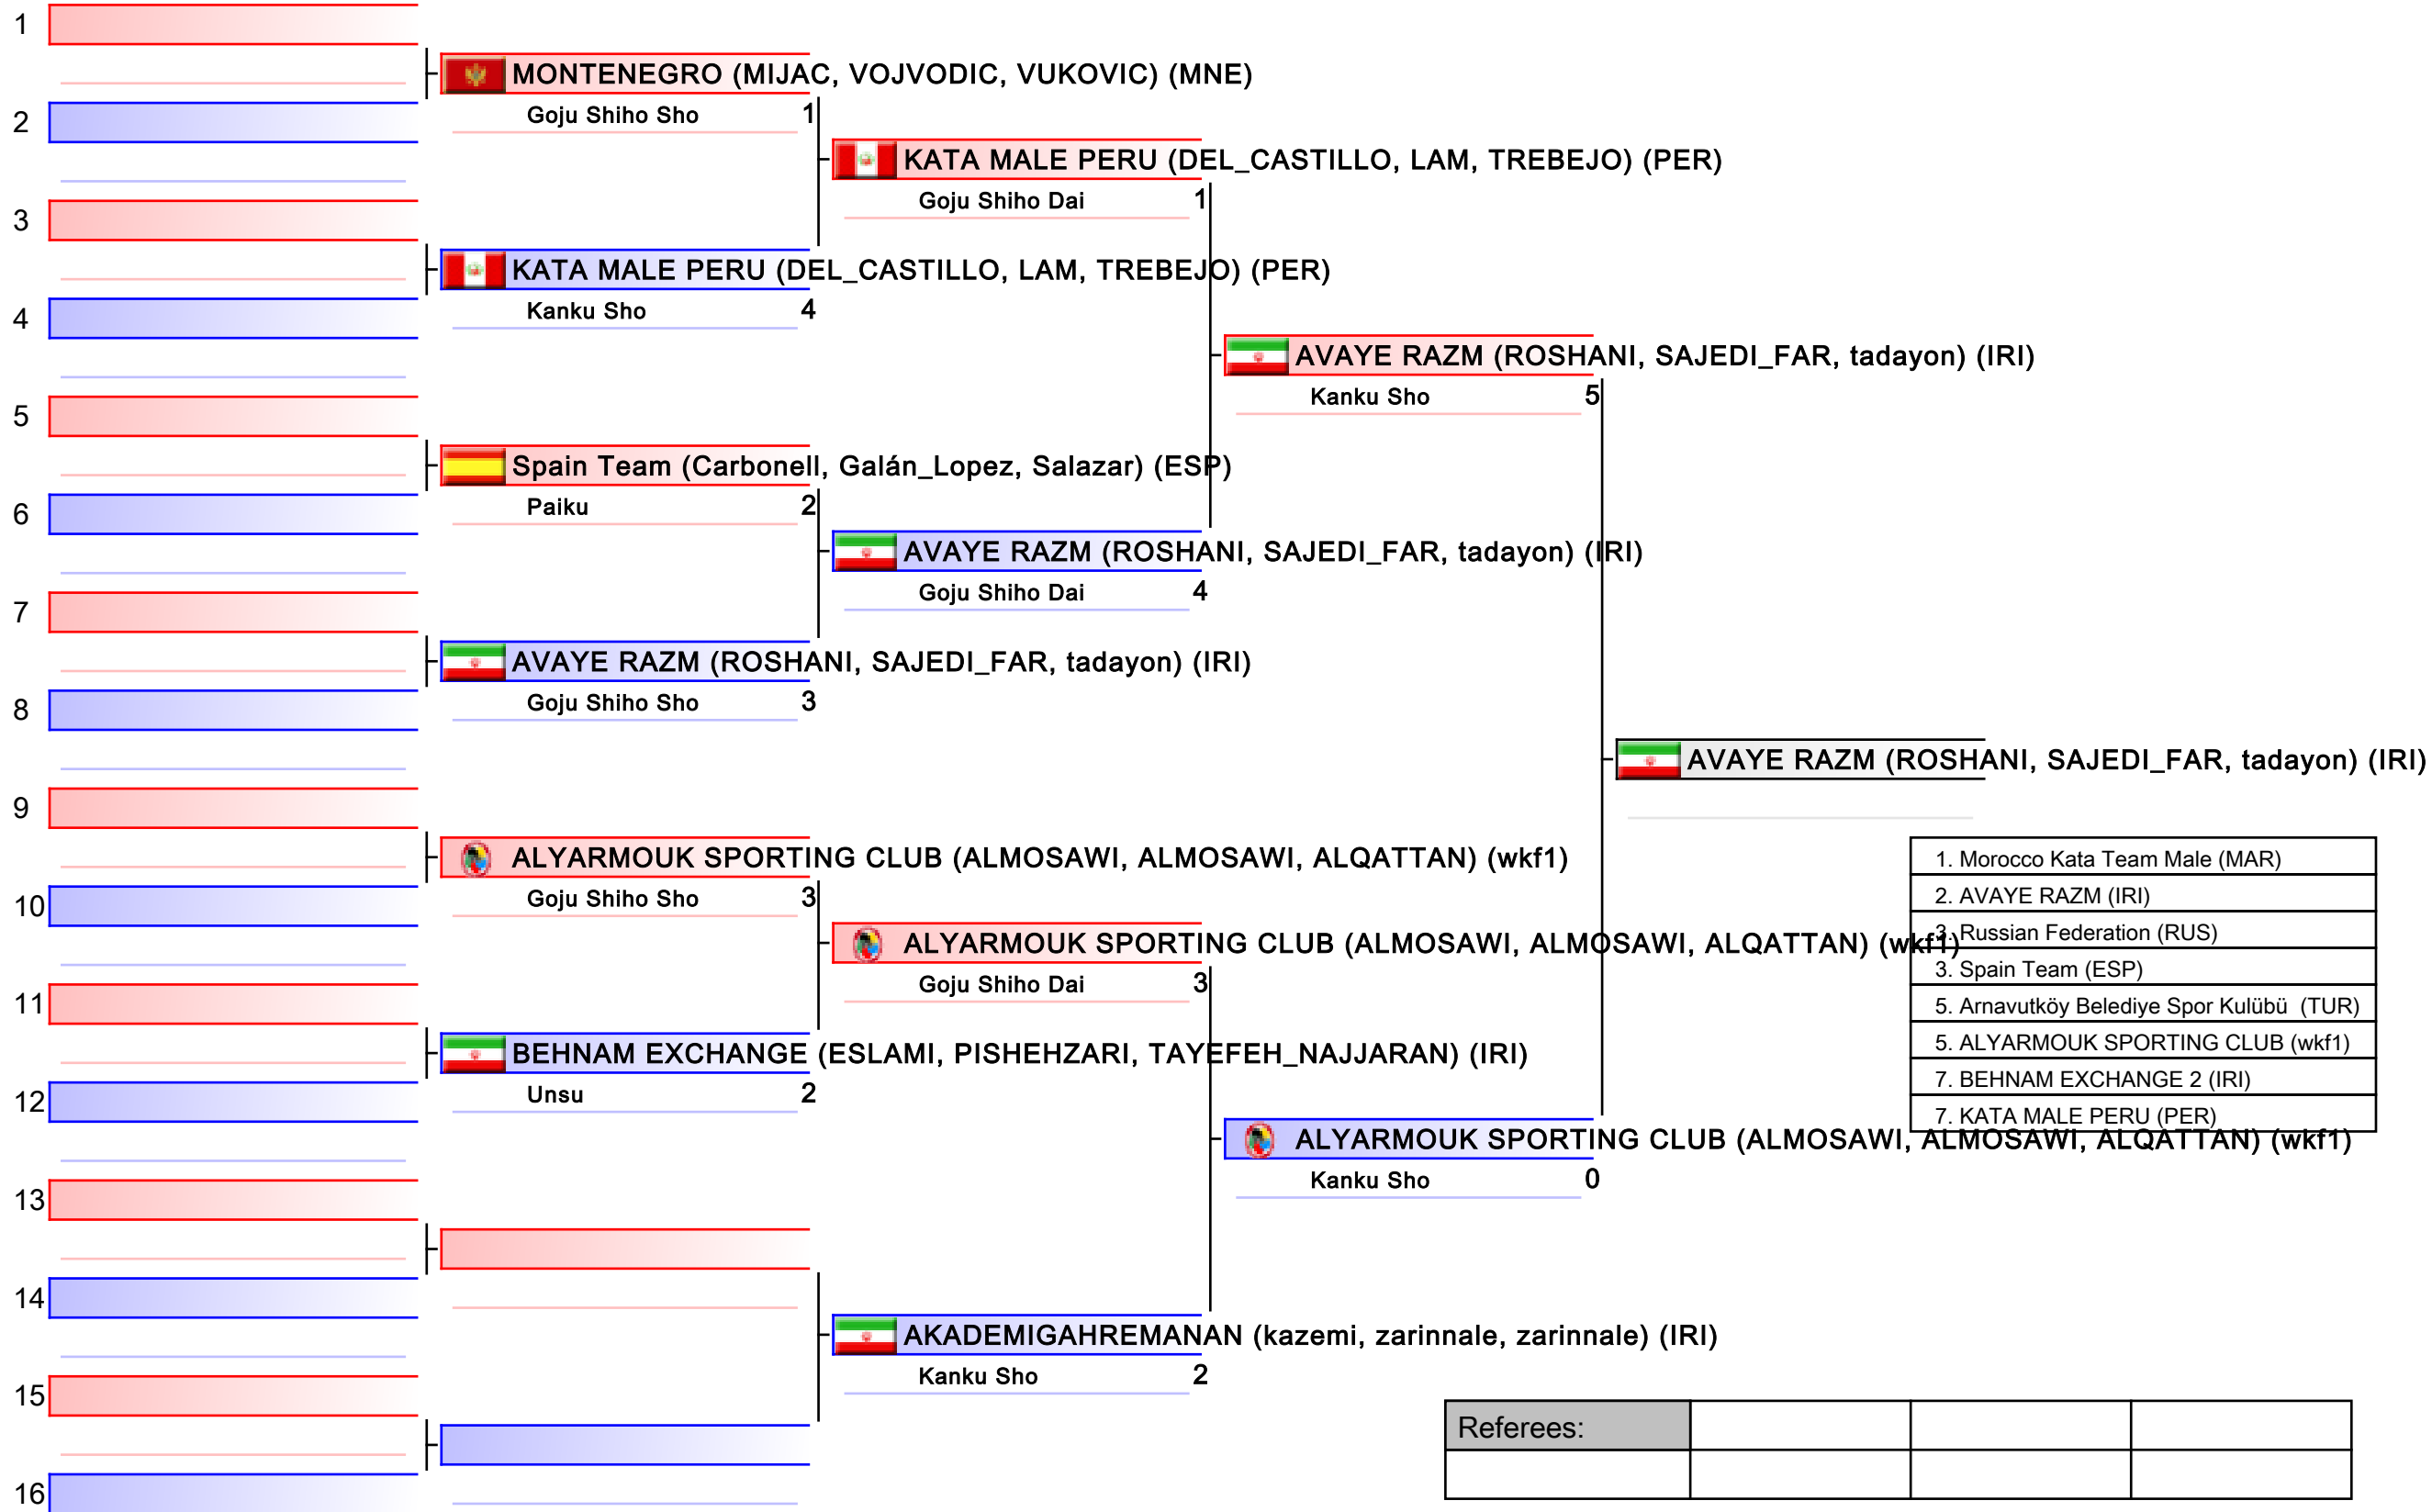 1
MONTENEGRO (MIJAC, VOJVODIC, VUKOVIC) (MNE)
Goju Shiho Sho 1
2
KATA MALE PERU (DEL_CASTILLO, LAM, TREBEJO) (PER)
Goju Shiho Dai 1
3
KATA MALE PERU (DEL_CASTILLO, LAM, TREBEJO) (PER)
Kanku Sho 4
4
AVAYE RAZM (ROSHANI, SAJEDI_FAR, tadayon) (IRI)
Kanku Sho 5
5
Spain Team (Carbonell, Galán_Lopez, Salazar) (ESP)
Paiku 2
6
AVAYE RAZM (ROSHANI, SAJEDI_FAR, tadayon) (IRI)
Goju Shiho Dai 4
7
AVAYE RAZM (ROSHANI, SAJEDI_FAR, tadayon) (IRI)
Goju Shiho Sho 3
8
AVAYE RAZM (ROSHANI, SAJEDI_FAR, tadayon) (IRI)
9
ALYARMOUK SPORTING CLUB (ALMOSAWI, ALMOSAWI, ALQATTAN) (wkf1)
Goju Shiho Sho 3
10
ALYARMOUK SPORTING CLUB (ALMOSAWI, ALMOSAWI, ALQATTAN) (wkf1)
Goju Shiho Dai 3
11
BEHNAM EXCHANGE (ESLAMI, PISHEHZARI, TAYEFEH_NAJJARAN) (IRI)
Unsu 2
12
ALYARMOUK SPORTING CLUB (ALMOSAWI, ALMOSAWI, ALQATTAN) (wkf1)
Kanku Sho 0
13
14
AKADEMIGAHREMANAN (kazemi, zarinnale, zarinnale) (IRI)
Kanku Sho 2
15
16
1. Morocco Kata Team Male (MAR)
2. AVAYE RAZM (IRI)
3. Russian Federation (RUS)
3. Spain Team (ESP)
5. Arnavutköy Belediye Spor Kulübü (TUR)
5. ALYARMOUK SPORTING CLUB (wkf1)
7. BEHNAM EXCHANGE 2 (IRI)
7. KATA MALE PERU (PER)
Referees: